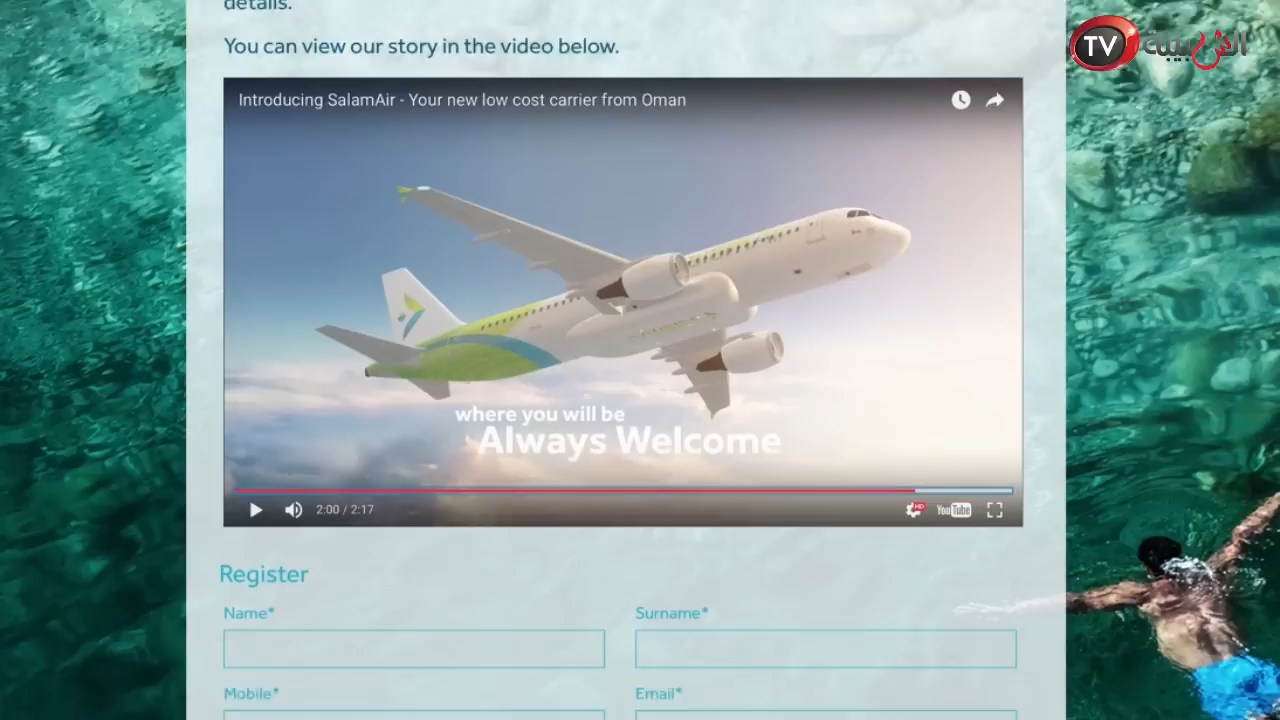 details.
You can view our story in the video below.
Introducing SalamAir - Your new low cost carrier from Oman
where you will be
Always Welcome
2:00 / 2:17
HD
YouTube
Register
Name*
Surname*
Mobile*
Email*
TV